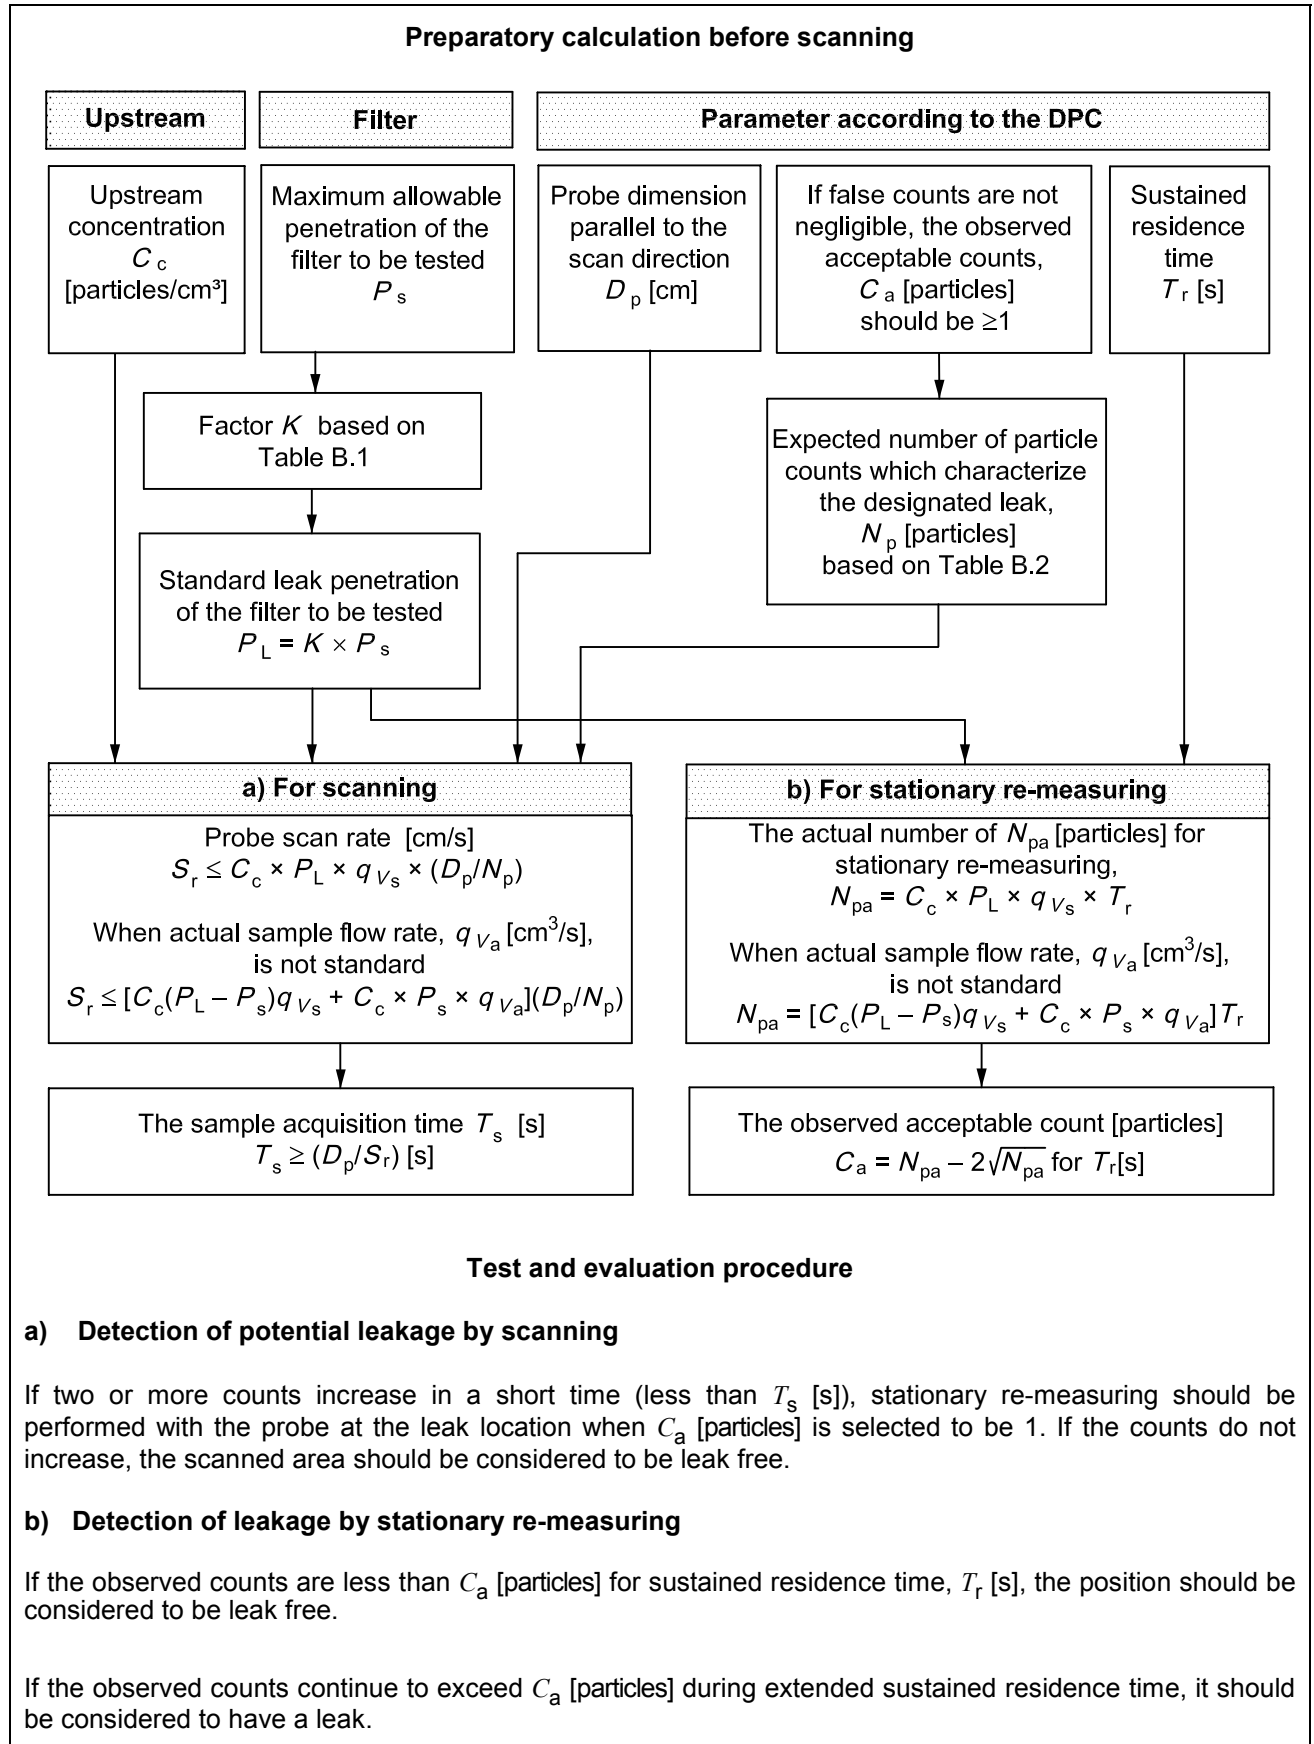 Preparatory calculation before scanning
Upstream
Filter
Parameter according to the DPC
Upstream
concentration
C c
[particles/cm³]
Maximum allowable
penetration of the
filter to be tested
P s
Probe dimension
parallel to the
scan direction
D p [cm]
If false counts are not
negligible, the observed
acceptable counts,
C a [particles]
should be ≥1
Sustained
residence
time
T r [s]
Factor K based on
Table B.1
Expected number of particle
counts which characterize
the designated leak,
N p [particles]
based on Table B.2
Standard leak penetration
of the filter to be tested
P L = K × P s
a) For scanning
Probe scan rate [cm/s]
S r ≤ C c × P L × q Vs × (D p/N p)
When actual sample flow rate, q Va [cm³/s],
is not standard
S r ≤ [C c(P L – P s)q Vs + C c × P s × q Va](D p/N p)
b) For stationary re-measuring
The actual number of N pa [particles] for
stationary re-measuring,
N pa = C c × P L × q Vs × T r
When actual sample flow rate, q Va [cm³/s],
is not standard
N pa = [C c(P L – P s)q Vs + C c × P s × q Va]T r
The sample acquisition time T s [s]
T s ≥ (D p/S r) [s]
The observed acceptable count [particles]
C a = N pa – 2√N pa for T r[s]
Test and evaluation procedure
a) Detection of potential leakage by scanning
If two or more counts increase in a short time (less than T s [s]), stationary re-measuring should be
performed with the probe at the leak location when C a [particles] is selected to be 1. If the counts do not
increase, the scanned area should be considered to be leak free.
b) Detection of leakage by stationary re-measuring
If the observed counts are less than C a [particles] for sustained residence time, T r [s], the position should be
considered to be leak free.
If the observed counts continue to exceed C a [particles] during extended sustained residence time, it should
be considered to have a leak.